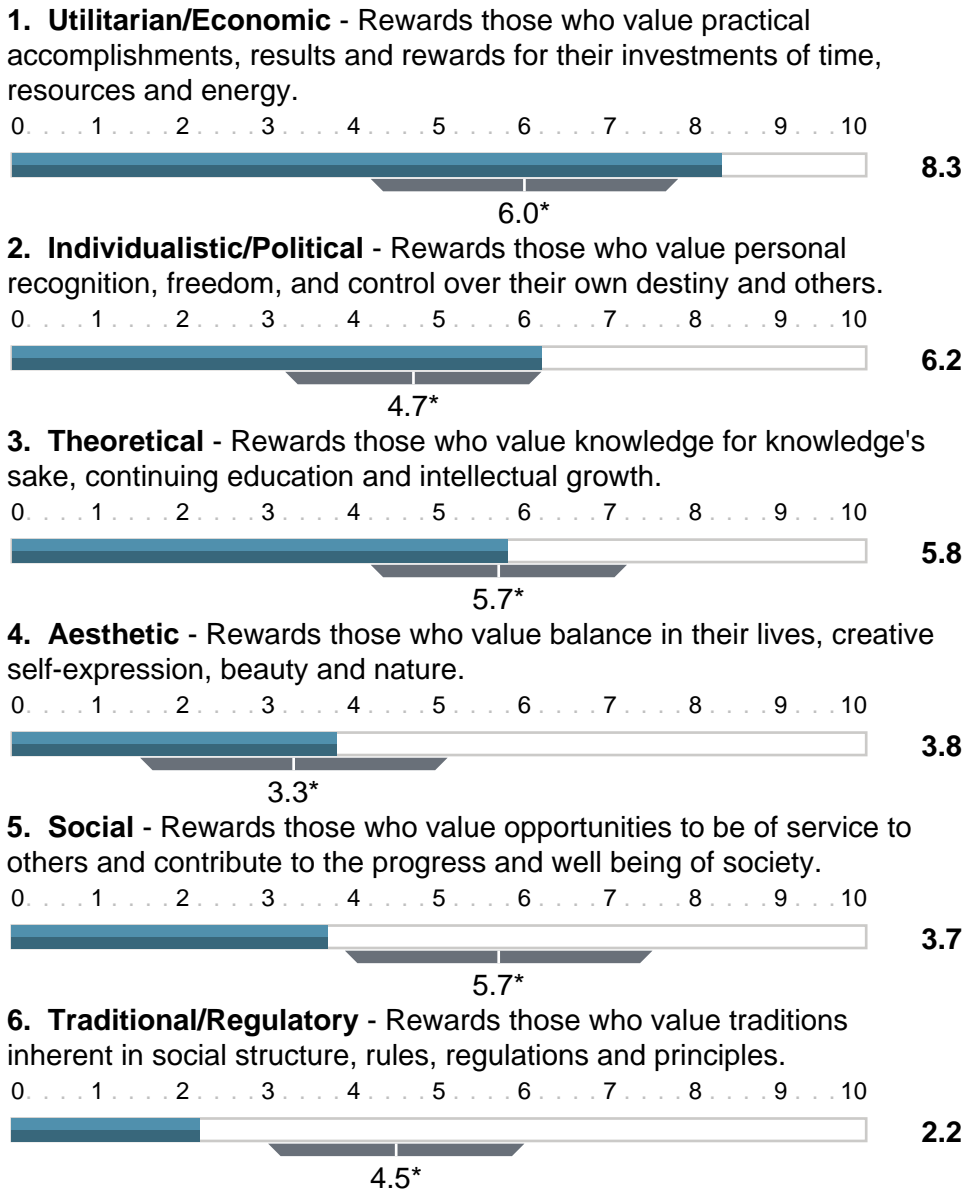 1. Utilitarian/Economic - Rewards those who value practical
accomplishments, results and rewards for their investments of time,
resources and energy.
0. . . . 1 . . . . 2 . . . . 3 . . . . 4 . . . . 5 . . . . 6 . . . . 7 . . . . 8 . . . . 9 . . . 10
8.3
6.0*
2. Individualistic/Political - Rewards those who value personal
recognition, freedom, and control over their own destiny and others.
0. . . . 1 . . . . 2 . . . . 3 . . . . 4 . . . . 5 . . . . 6 . . . . 7 . . . . 8 . . . . 9 . . . 10
6.2
4.7*
3. Theoretical - Rewards those who value knowledge for knowledge's
sake, continuing education and intellectual growth.
0. . . . 1 . . . . 2 . . . . 3 . . . . 4 . . . . 5 . . . . 6 . . . . 7 . . . . 8 . . . . 9 . . . 10
5.8
5.7*
4. Aesthetic - Rewards those who value balance in their lives, creative
self-expression, beauty and nature.
0. . . . 1 . . . . 2 . . . . 3 . . . . 4 . . . . 5 . . . . 6 . . . . 7 . . . . 8 . . . . 9 . . . 10
3.8
3.3*
5. Social - Rewards those who value opportunities to be of service to
others and contribute to the progress and well being of society.
0. . . . 1 . . . . 2 . . . . 3 . . . . 4 . . . . 5 . . . . 6 . . . . 7 . . . . 8 . . . . 9 . . . 10
3.7
5.7*
6. Traditional/Regulatory - Rewards those who value traditions
inherent in social structure, rules, regulations and principles.
0. . . . 1 . . . . 2 . . . . 3 . . . . 4 . . . . 5 . . . . 6 . . . . 7 . . . . 8 . . . . 9 . . . 10
2.2
4.5*